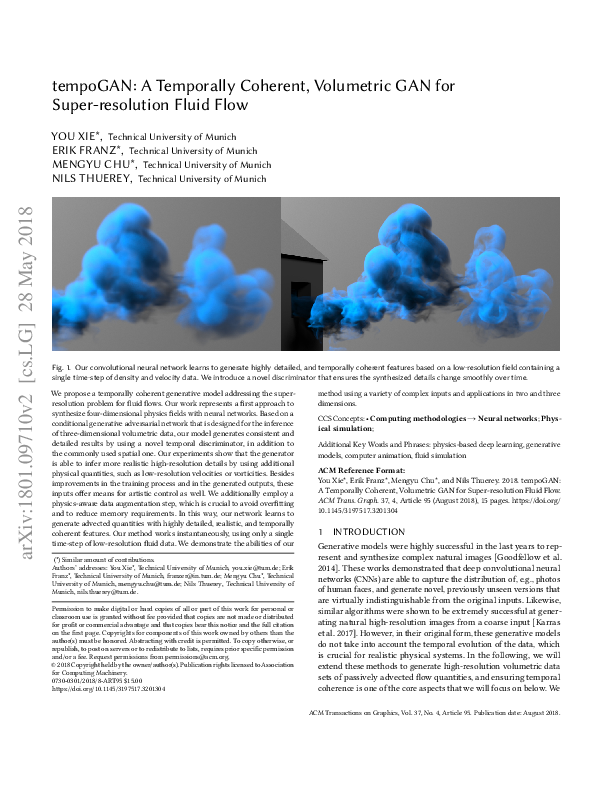 tempoGAN: A Temporally Coherent, Volumetric GAN for
Super-resolution Fluid Flow
YOU XIE*, Technical University of Munich
ERIK FRANZ*, Technical University of Munich
MENGYU CHU*, Technical University of Munich
NILS THUEREY, Technical University of Munich
arXiv:1801.09710v2 [cs.LG] 28 May 2018
Fig. 1. Our convolutional neural network learns to generate highly detailed, and temporally coherent features based on a low-resolution field containing a
single time-step of density and velocity data. We introduce a novel discriminator that ensures the synthesized details change smoothly over time.
We propose a temporally coherent generative model addressing the super-
resolution problem for fluid flows. Our work represents a first approach to
synthesize four-dimensional physics fields with neural networks. Based on a
conditional generative adversarial network that is designed for the inference
of three-dimensional volumetric data, our model generates consistent and
detailed results by using a novel temporal discriminator, in addition to
the commonly used spatial one. Our experiments show that the generator
is able to infer more realistic high-resolution details by using additional
physical quantities, such as low-resolution velocities or vorticities. Besides
improvements in the training process and in the generated outputs, these
inputs offer means for artistic control as well. We additionally employ a
physics-aware data augmentation step, which is crucial to avoid overfitting
and to reduce memory requirements. In this way, our network learns to
generate advected quantities with highly detailed, realistic, and temporally
coherent features. Our method works instantaneously, using only a single
time-step of low-resolution fluid data. We demonstrate the abilities of our
(*) Similar amount of contributions.
Authors' addresses: You Xie*, Technical University of Munich, you.xie@tum.de; Erik
Franz*, Technical University of Munich, franzer@in.tum.de; Mengyu Chu*, Technical
University of Munich, mengyu.chu@tum.de; Nils Thuerey, Technical University of
Munich, nils.thuerey@tum.de.
Permission to make digital or hard copies of all or part of this work for personal or
classroom use is granted without fee provided that copies are not made or distributed
for profit or commercial advantage and that copies bear this notice and the full citation
on the first page. Copyrights for components of this work owned by others than the
author(s) must be honored. Abstracting with credit is permitted. To copy otherwise, or
republish, to post on servers or to redistribute to lists, requires prior specific permission
and/or a fee. Request permissions from permissions@acm.org.
© 2018 Copyright held by the owner/author(s). Publication rights licensed to Association
for Computing Machinery.
0730-0301/2018/8-ART95 $15.00
https://doi.org/10.1145/3197517.3201304
method using a variety of complex inputs and applications in two and three
dimensions.
CCS Concepts: • Computing methodologies → Neural networks; Phys-
ical simulation;
Additional Key Words and Phrases: physics-based deep learning, generative
models, computer animation, fluid simulation
ACM Reference Format:
You Xie*, Erik Franz*, Mengyu Chu*, and Nils Thuerey. 2018. tempoGAN:
A Temporally Coherent, Volumetric GAN for Super-resolution Fluid Flow.
ACM Trans. Graph. 37, 4, Article 95 (August 2018), 15 pages. https://doi.org/
10.1145/3197517.3201304
1 INTRODUCTION
Generative models were highly successful in the last years to rep-
resent and synthesize complex natural images [Goodfellow et al.
2014]. These works demonstrated that deep convolutional neural
networks (CNNs) are able to capture the distribution of, e.g., photos
of human faces, and generate novel, previously unseen versions that
are virtually indistinguishable from the original inputs. Likewise,
similar algorithms were shown to be extremely successful at gener-
ating natural high-resolution images from a coarse input [Karras
et al. 2017]. However, in their original form, these generative models
do not take into account the temporal evolution of the data, which
is crucial for realistic physical systems. In the following, we will
extend these methods to generate high-resolution volumetric data
sets of passively advected flow quantities, and ensuring temporal
coherence is one of the core aspects that we will focus on below. We
ACM Transactions on Graphics, Vol. 37, No. 4, Article 95. Publication date: August 2018.